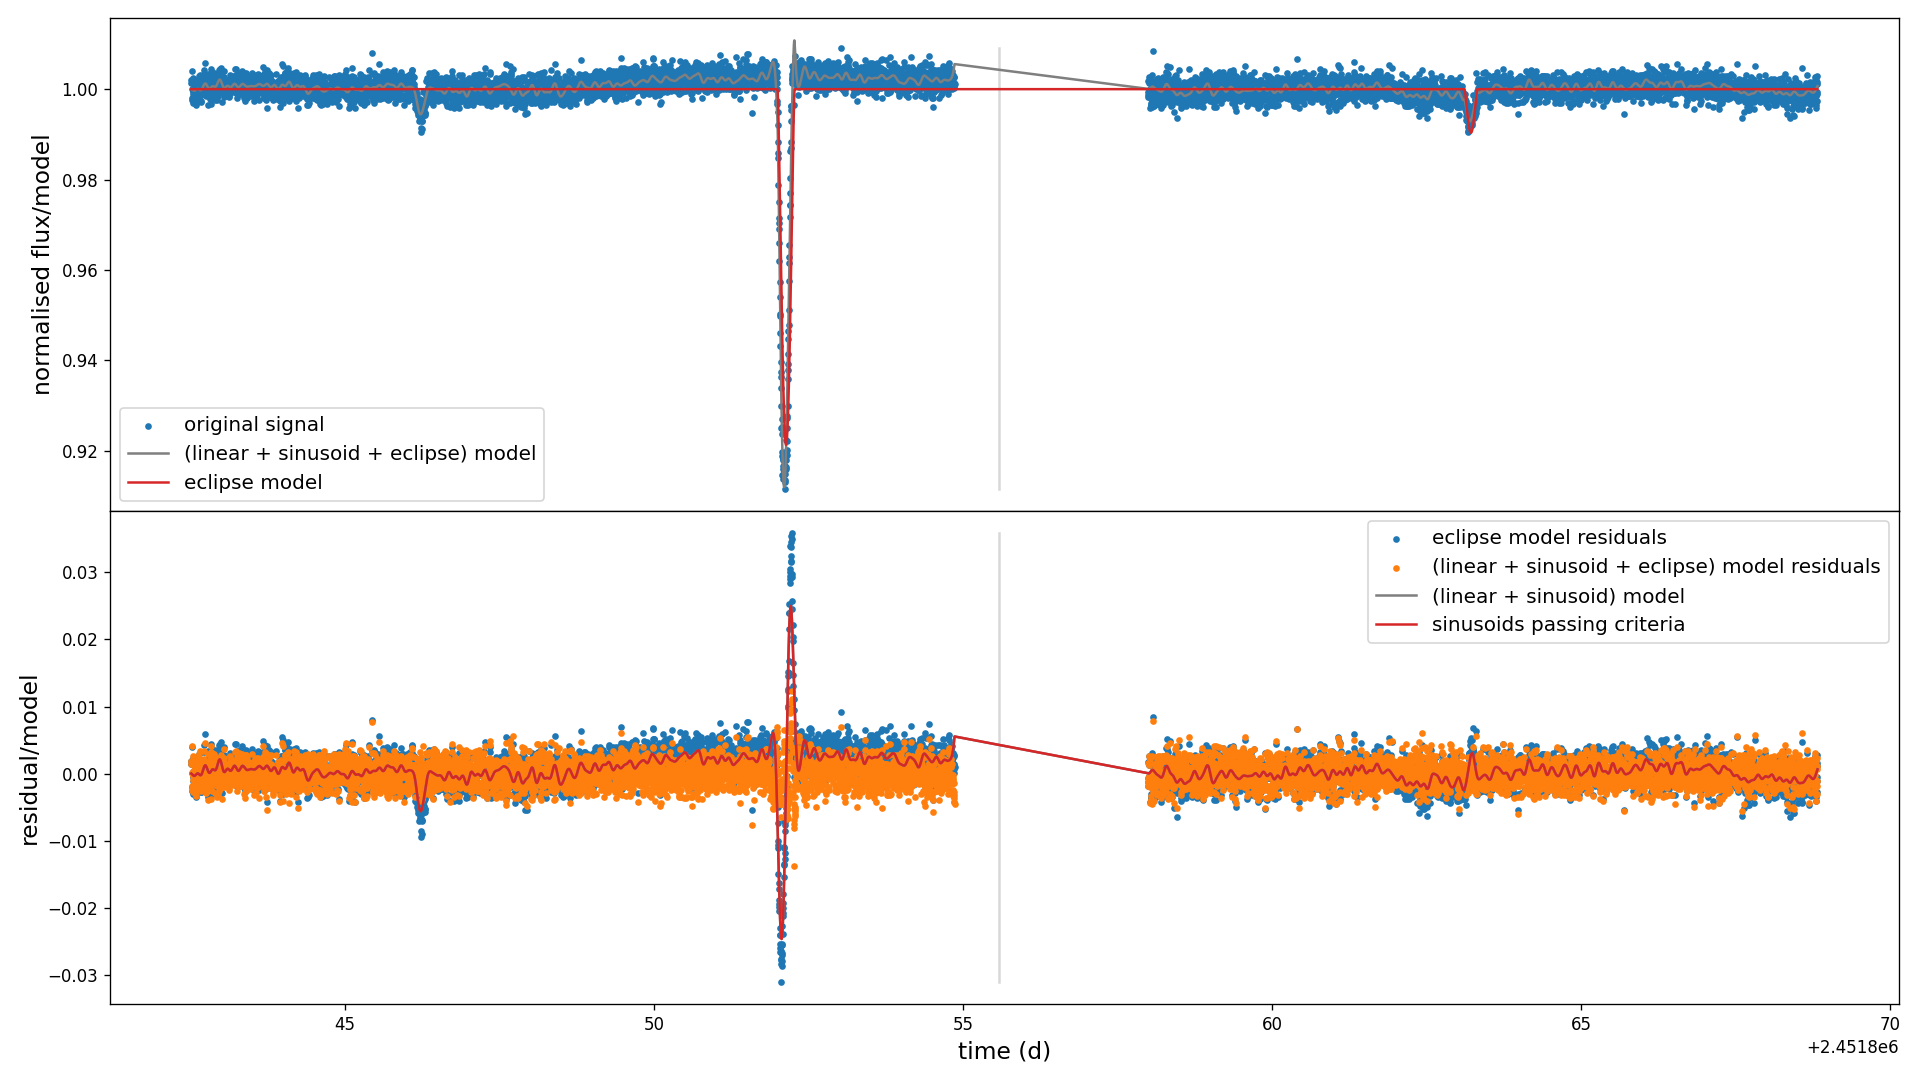 normalised flux/model
1.00
0.98
0.96
0.94
0.92
original signal
(linear + sinusoid + eclipse) model
eclipse model
residual/model
0.03
0.02
0.01
0.00
−0.01
−0.02
−0.03
eclipse model residuals
(linear + sinusoid + eclipse) model residuals
(linear + sinusoid) model
sinusoids passing criteria
45 50 55 60 65 70
+2.4518e6
time (d)